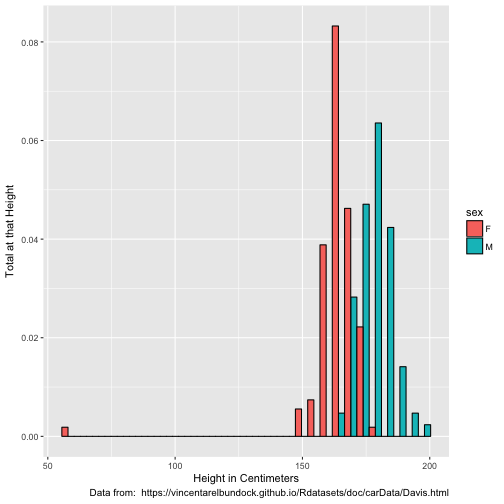 0.08
0.06
0.04
0.02
0.00
Total at that Height
50
100
150
200
Height in Centimeters
sex
F
M
Data from:  https://vincentarelbundock.github.io/Rdatasets/doc/carData/Davis.html